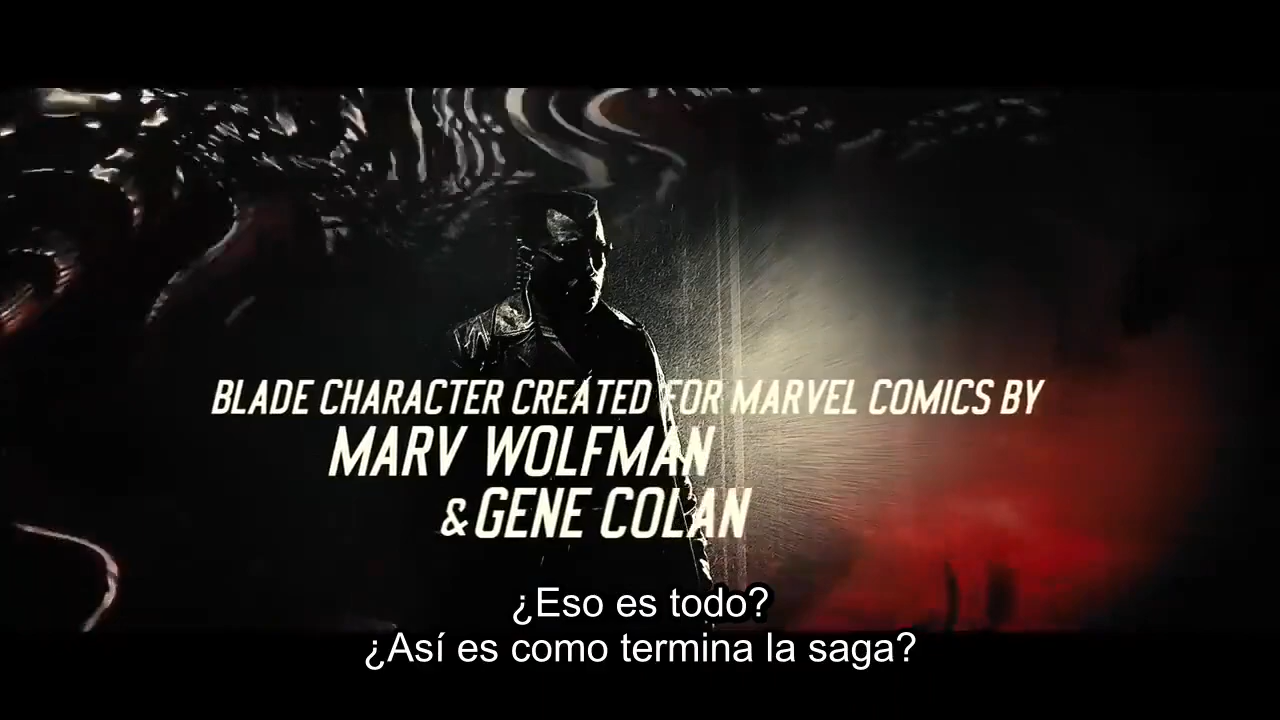 BLADE CHARACTER CREATED FOR MARVEL COMICS BY
MARV WOLFMAN
& GENE COLAN
¿Eso es todo?
¿Así es como termina la saga?